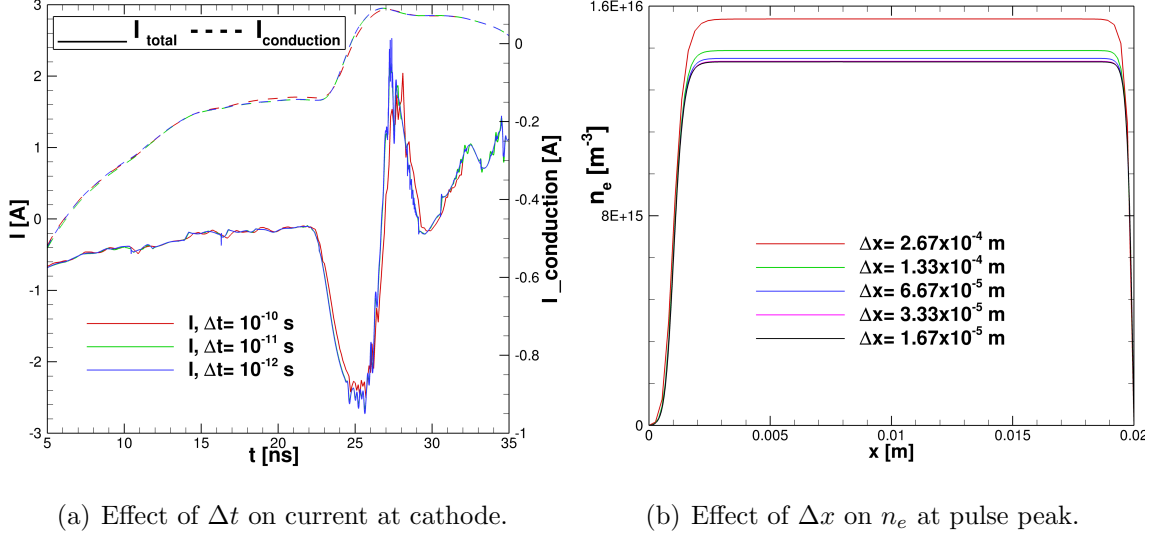 I_total I_conduction
I [A]
3
2
1
0
-1
-2
-3
I_conduction [A]
0
-0.2
-0.4
-0.6
-0.8
-1
I, Δt= 10⁻¹⁰ s
I, Δt= 10⁻¹¹ s
I, Δt= 10⁻¹² s
5 10 15 20 25 30 35
t [ns]
(a) Effect of Δt on current at cathode.
nₑ [m⁻³]
1.6E+16
8E+15
0
Δx= 2.67x10⁻⁴ m
Δx= 1.33x10⁻⁴ m
Δx= 6.67x10⁻⁵ m
Δx= 3.33x10⁻⁵ m
Δx= 1.67x10⁻⁵ m
0 0.005 0.01 0.015 0.02
x [m]
(b) Effect of Δx on nₑ at pulse peak.